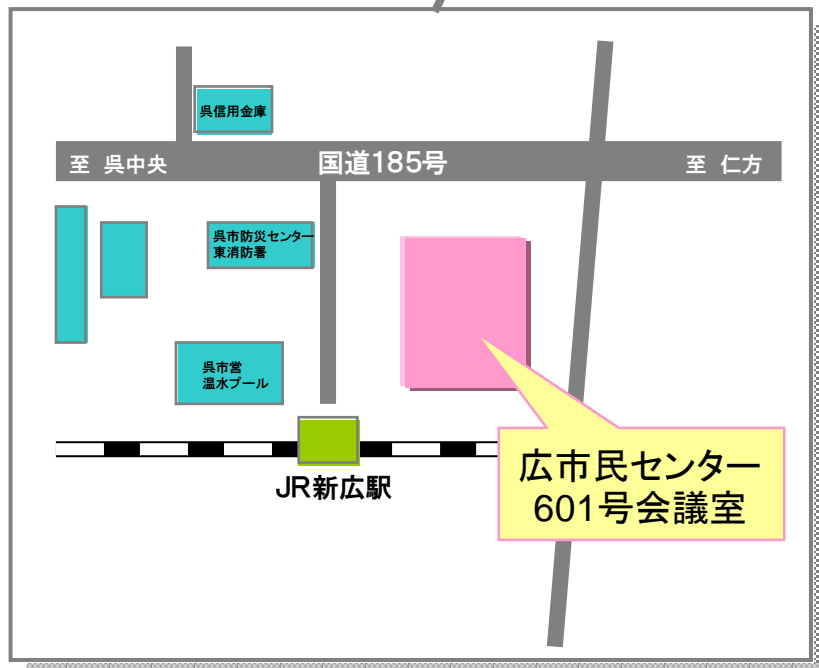 呉信用金庫
至 呉中央
国道185号
至 仁方
呉市防災センター
東消防署
呉市営
温水プール
JR新広駅
広市民センター
601号会議室